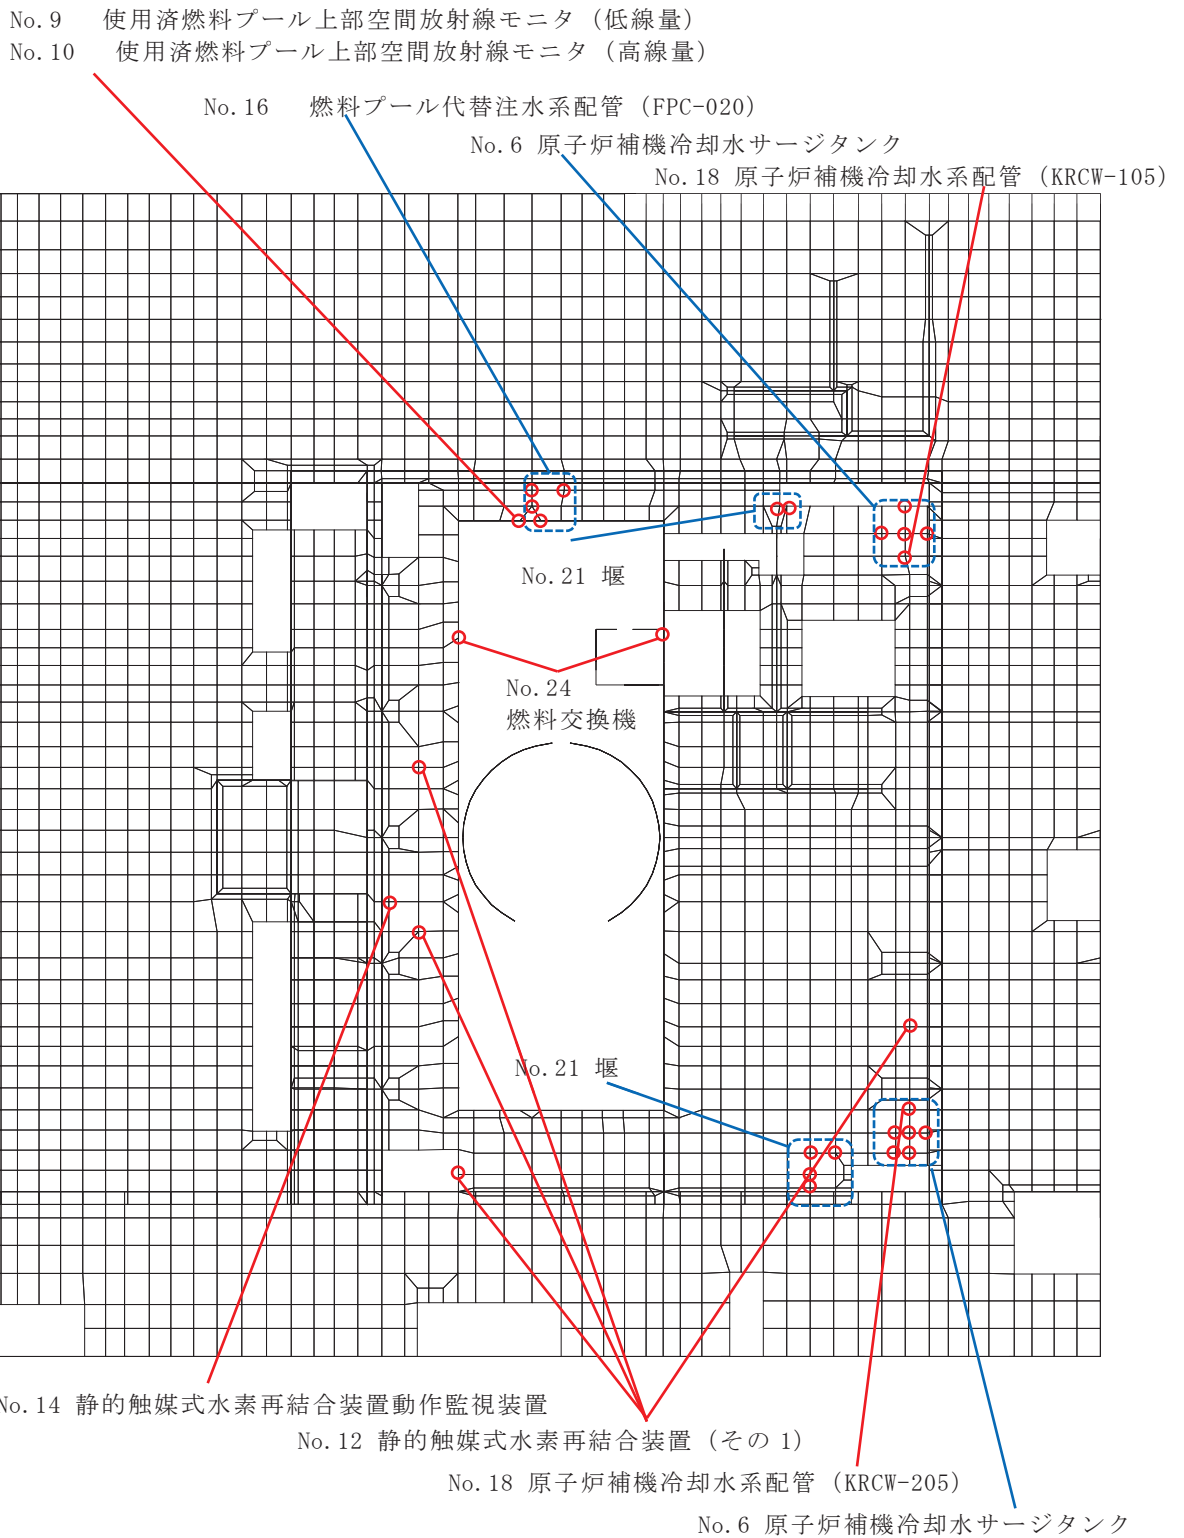 No.9 使用済燃料プール上部空間放射線モニタ（低線量）
No.10 使用済燃料プール上部空間放射線モニタ（高線量）
No.16 燃料プール代替注水系配管（FPC-020）
No.6 原子炉補機冷却水サージタンク
No.18 原子炉補機冷却水系配管（KRCW-105）
No.21 堰
No.24
燃料交換機
No.21 堰
No.14 静的触媒式水素再結合装置動作監視装置
No.12 静的触媒式水素再結合装置（その1）
No.18 原子炉補機冷却水系配管（KRCW-205）
No.6 原子炉補機冷却水サージタンク